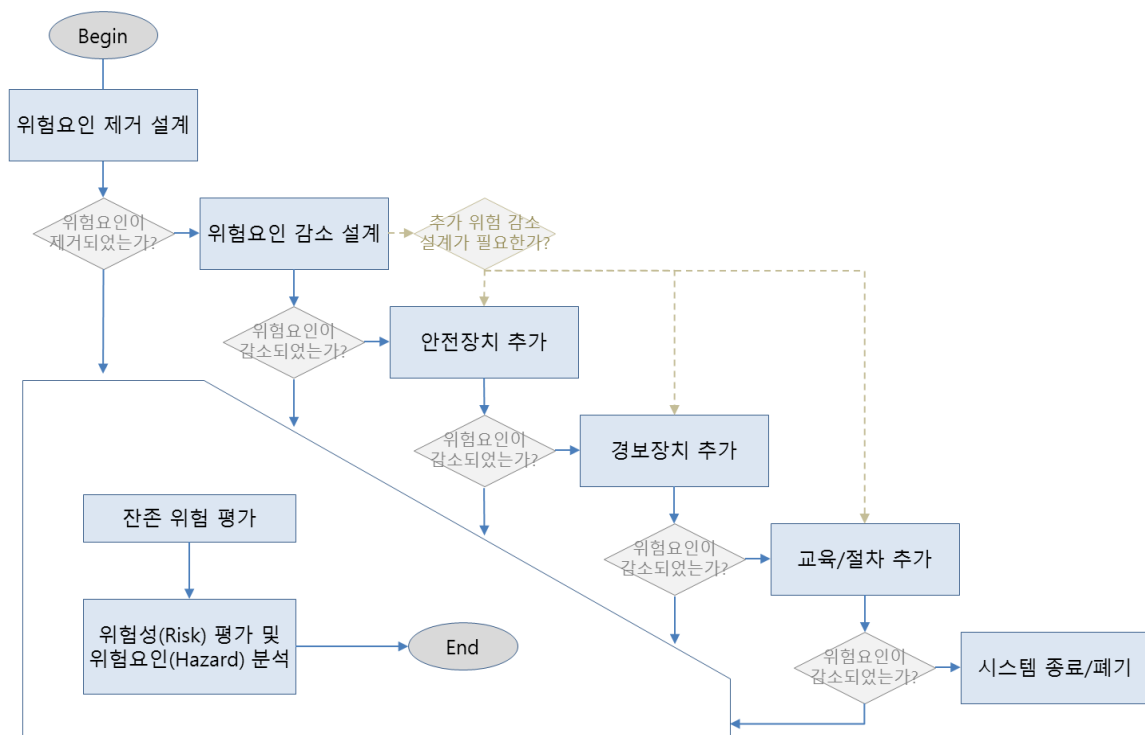 Begin
위험요인 제거 설계
위험요인이
제거되었는가?
위험요인 감소 설계
추가 위험 감소
설계가 필요한가?
위험요인이
감소되었는가?
안전장치 추가
위험요인이
감소되었는가?
경보장치 추가
위험요인이
감소되었는가?
교육/절차 추가
위험요인이
감소되었는가?
시스템 종료/폐기
잔존 위험 평가
위험성(Risk) 평가 및
위험요인(Hazard) 분석
End